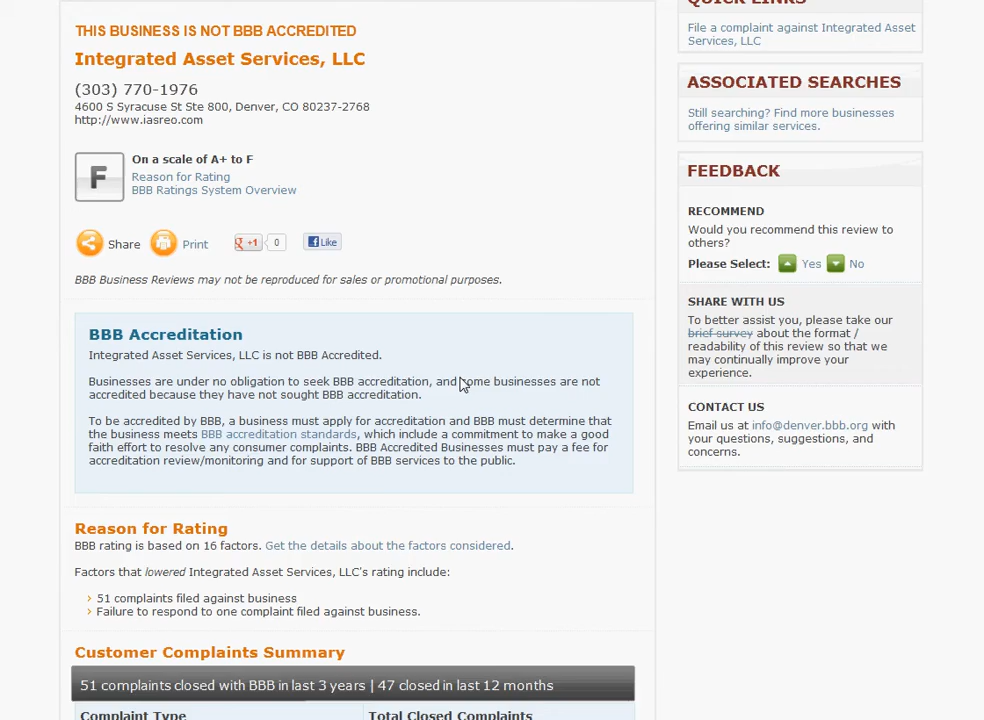 THIS BUSINESS IS NOT BBB ACCREDITED
Integrated Asset Services, LLC
(303) 770-1976
4600 S Syracuse St Ste 800, Denver, CO 80237-2768
http://www.iasreo.com
F
On a scale of A+ to F
Reason for Rating
BBB Ratings System Overview
Share
Print
+1
0
Like
BBB Business Reviews may not be reproduced for sales or promotional purposes.
BBB Accreditation
Integrated Asset Services, LLC is not BBB Accredited.
Businesses are under no obligation to seek BBB accreditation, and some businesses are not
accredited because they have not sought BBB accreditation.
To be accredited by BBB, a business must apply for accreditation and BBB must determine that
the business meets BBB accreditation standards, which include a commitment to make a good
faith effort to resolve any consumer complaints. BBB Accredited Businesses must pay a fee for
accreditation review/monitoring and for support of BBB services to the public.
Reason for Rating
BBB rating is based on 16 factors. Get the details about the factors considered.
Factors that lowered Integrated Asset Services, LLC's rating include:
51 complaints filed against business
Failure to respond to one complaint filed against business.
Customer Complaints Summary
51 complaints closed with BBB in last 3 years | 47 closed in last 12 months
Complaint Type
Total Closed Complaints
QUICK LINKS
File a complaint against Integrated Asset
Services, LLC
ASSOCIATED SEARCHES
Still searching? Find more businesses
offering similar services.
FEEDBACK
RECOMMEND
Would you recommend this review to
others?
Please Select: Yes No
SHARE WITH US
To better assist you, please take our
brief survey about the format /
readability of this review so that we
may continually improve your
experience.
CONTACT US
Email us at info@denver.bbb.org with
your questions, suggestions, and
concerns.